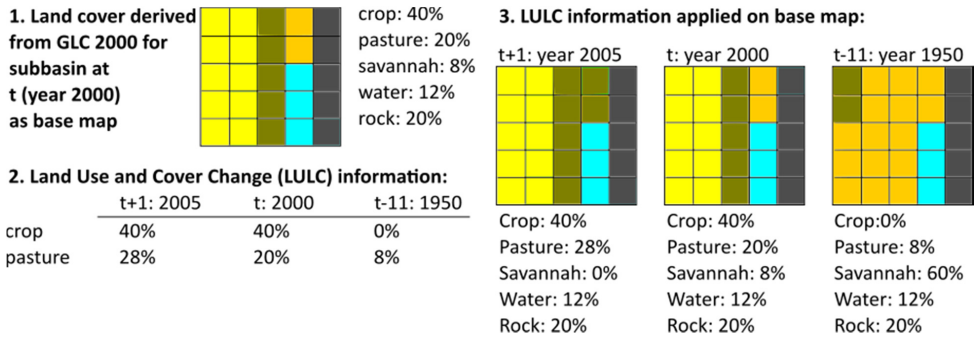 1. Land cover derived
from GLC 2000 for
subbasin at
t (year 2000)
as base map
crop: 40%
pasture: 20%
savannah: 8%
water: 12%
rock: 20%
2. Land Use and Cover Change (LULC) information:
t+1: 2005 t: 2000 t-11: 1950
crop 40% 40% 0%
pasture 28% 20% 8%
3. LULC information applied on base map:
t+1: year 2005
Crop: 40%
Pasture: 28%
Savannah: 0%
Water: 12%
Rock: 20%
t: year 2000
Crop: 40%
Pasture: 20%
Savannah: 8%
Water: 12%
Rock: 20%
t-11: year 1950
Crop:0%
Pasture: 8%
Savannah: 60%
Water: 12%
Rock: 20%